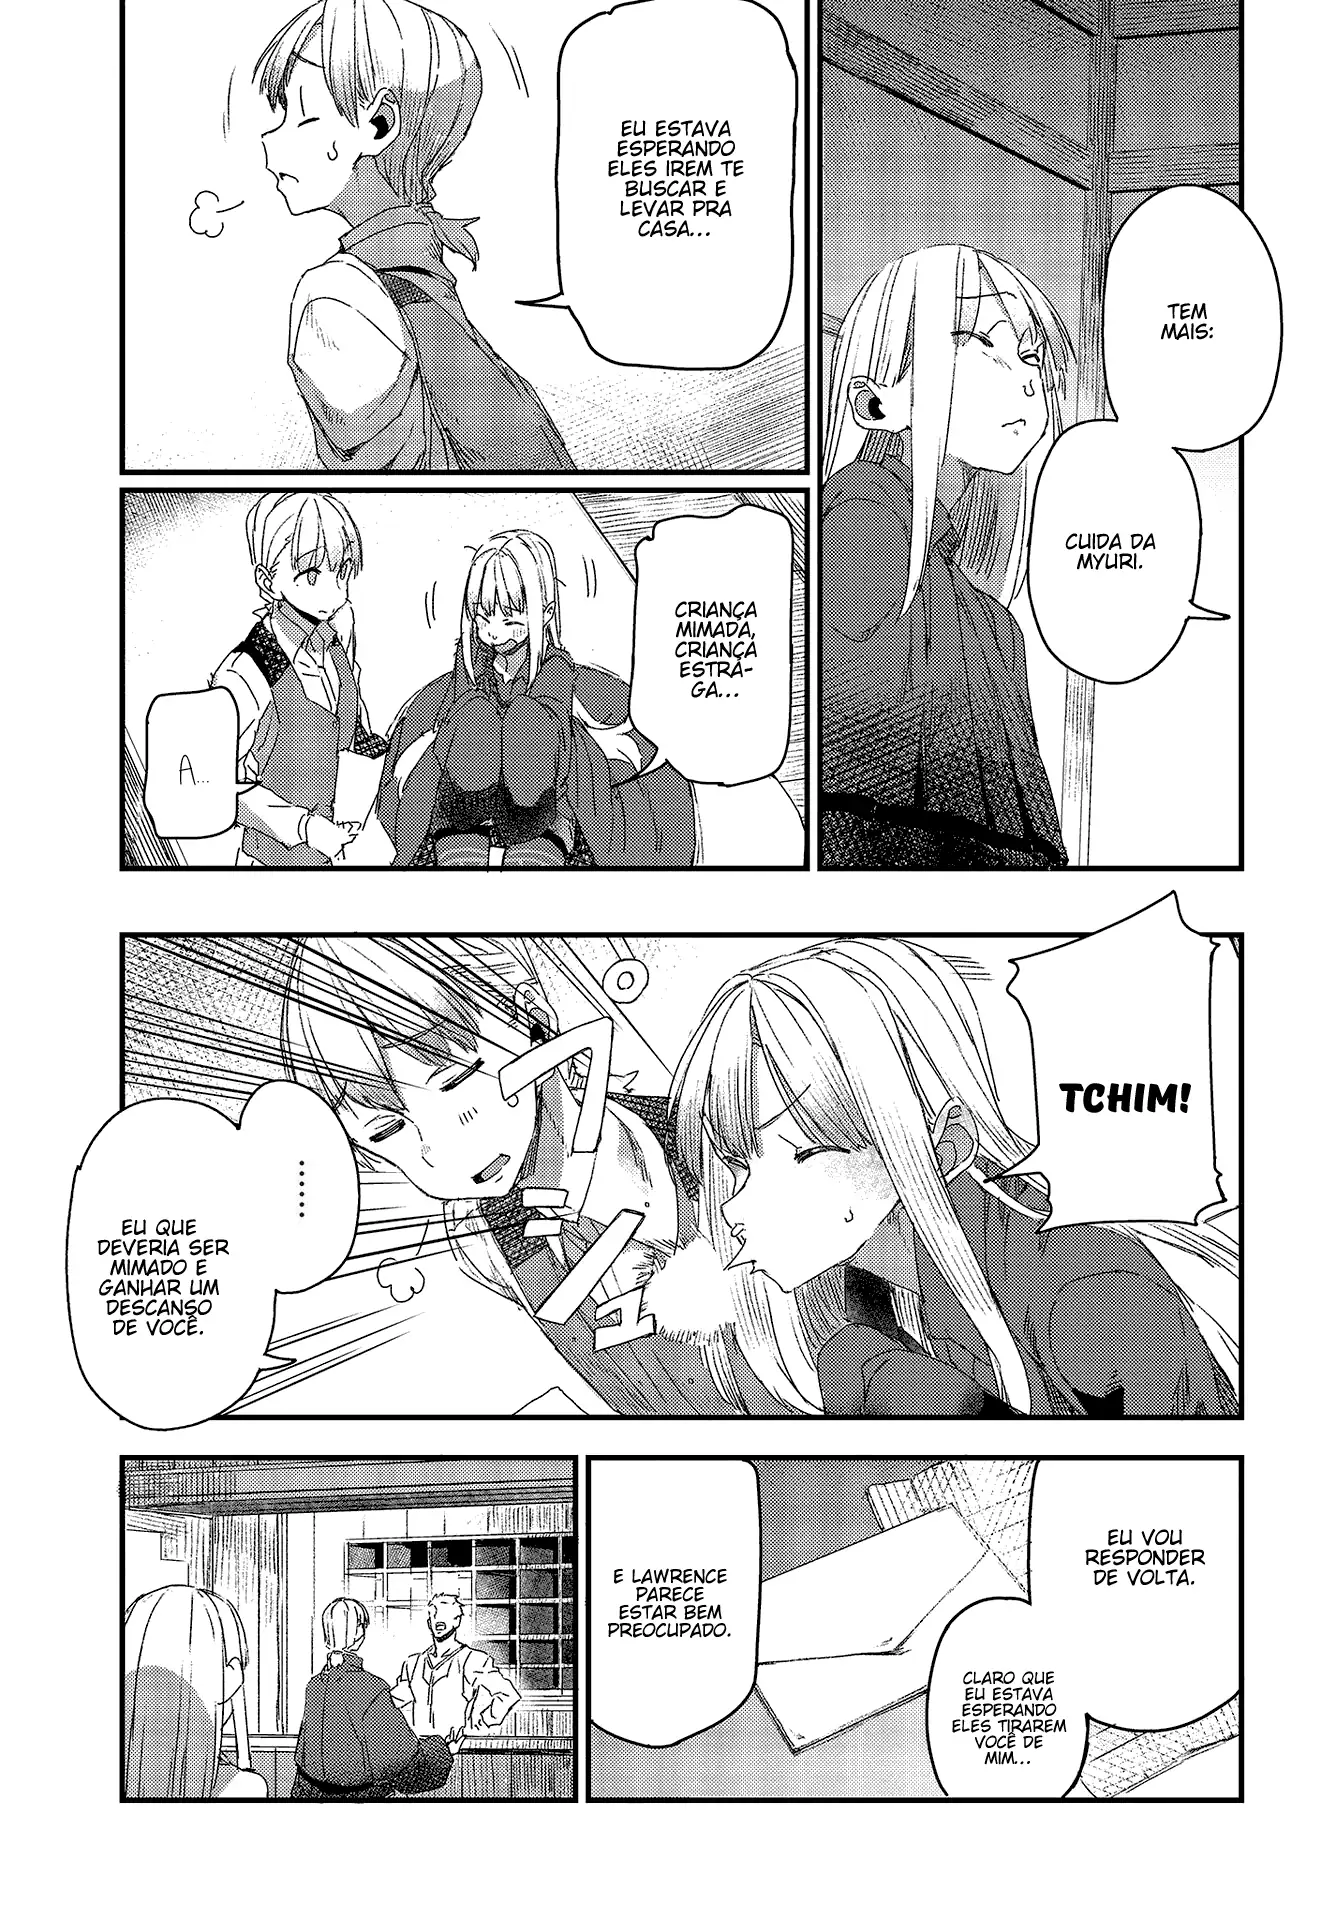 TEM
MAIS:
CUIDA DA
MYURI.
EU ESTAVA
ESPERANDO
ELES IREM TE
BUSCAR E
LEVAR PRA
CASA...
CRIANÇA
MIMADA,
CRIANÇA
ESTRA-
GA...
A...
TCHIM!
EU QUE
DEVERIA SER
MIMADO E
GANHAR UM
DESCANSO
DE VOCÊ.
EU VOU
RESPONDER
DE VOLTA.
CLARO QUE
EU ESTAVA
ESPERANDO
ELES TIRAREM
VOCÊ DE
MIM...
E LAWRENCE
PARECE
ESTAR BEM
PREOCUPADO.